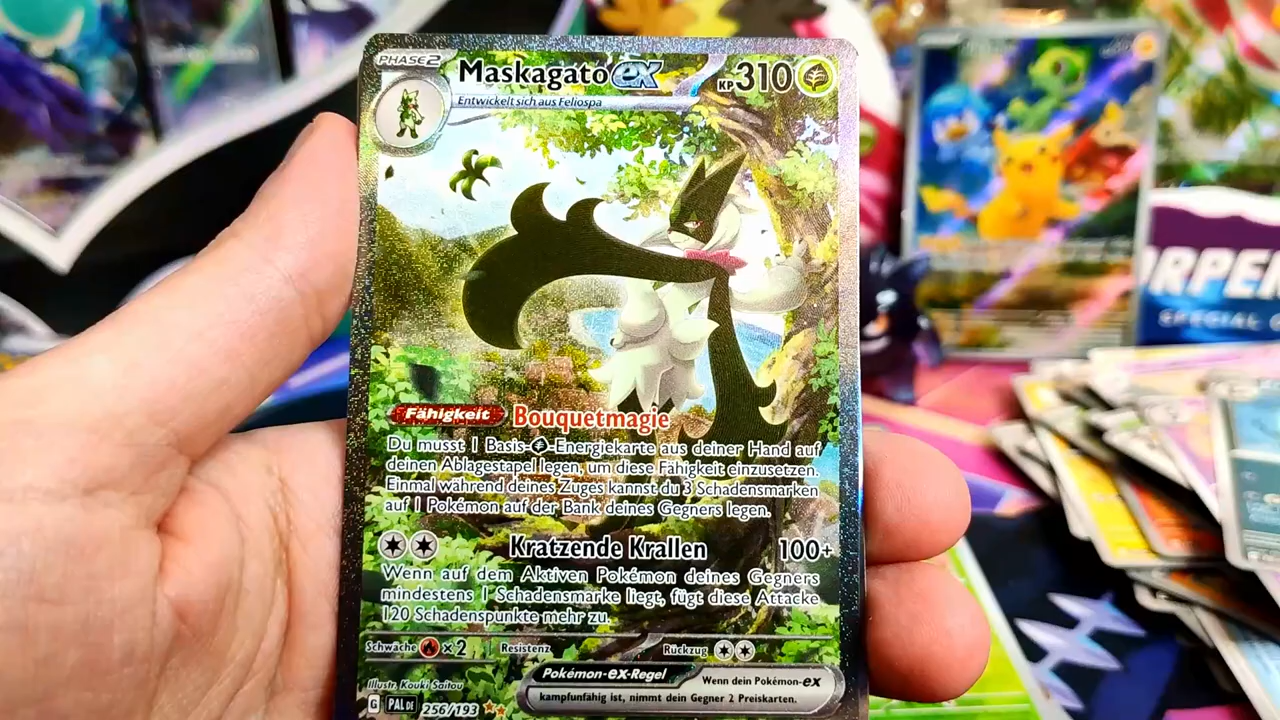 PHASE 2
Maskagato ex
KP 310
Entwickelt sich aus Feliospa
Fähigkeit Bouquetmagie
Du musst 1 Basis- -Energiekarte aus deiner Hand auf
deinen Ablagestapel legen, um diese Fähigkeit einzusetzen.
Einmal während deines Zuges kannst du 3 Schadensmarken
auf 1 Pokémon auf der Bank deines Gegners legen.
Kratzende Krallen 100+
Wenn auf dem Aktiven Pokémon deines Gegners
mindestens 1 Schadensmarke liegt, fügt diese Attacke
120 Schadenspunkte mehr zu.
Schwäche ×2 Resistenz Rückzug
Pokémon-ex-Regel Wenn dein Pokémon-ex
kampfunfähig ist, nimmt dein Gegner 2 Preiskarten.
Illustr. Kouki Saitou
G PAL DE 256/193
SPECIAL